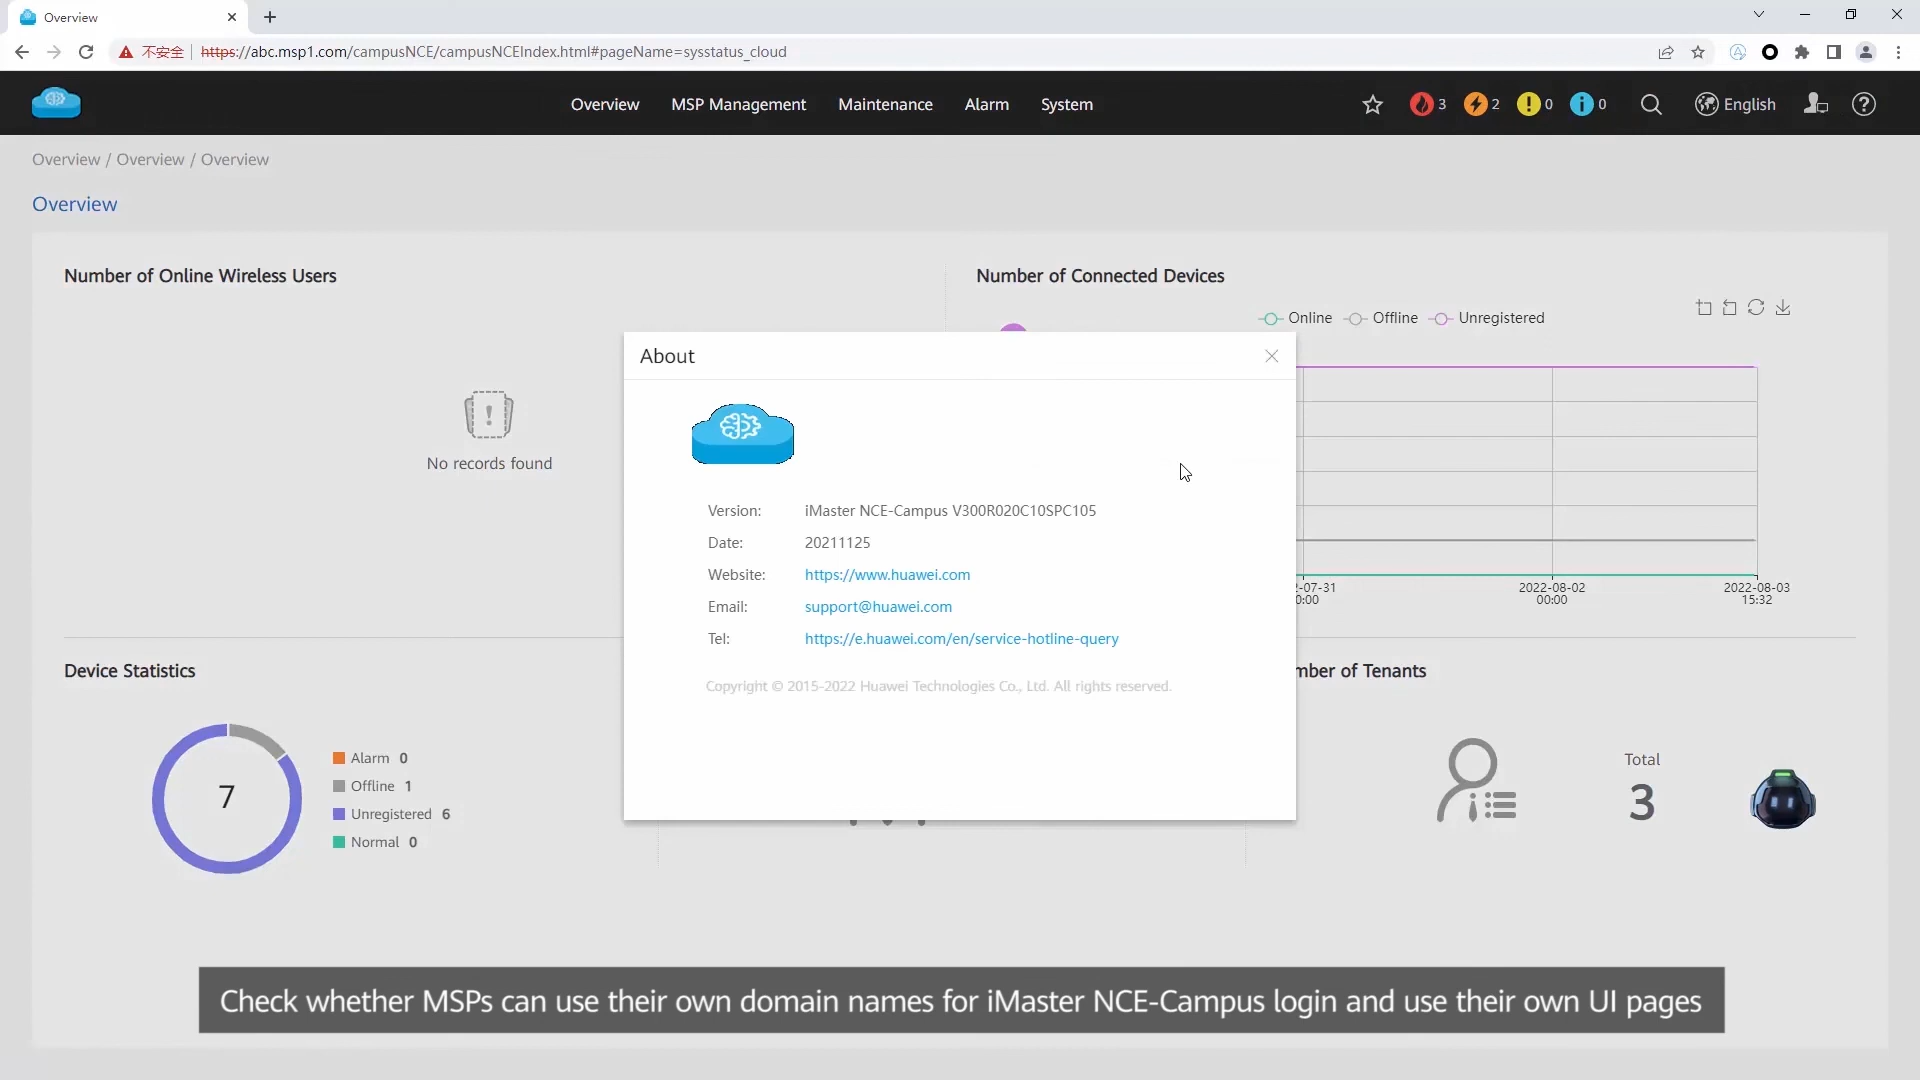 Overview
不安全 https://abc.msp1.com/campusNCE/campusNCEIndex.html#pageName=sysstatus_cloud
Overview MSP Management Maintenance Alarm System 3 2 0 0 English
Overview / Overview / Overview
Overview
Number of Online Wireless Users
Number of Connected Devices
Online Offline Unregistered
No records found
About
Version: iMaster NCE-Campus V300R020C10SPC105
Date: 20211125
Website: https://www.huawei.com
Email: support@huawei.com
Tel: https://e.huawei.com/en/service-hotline-query
Copyright © 2015-2022 Huawei Technologies Co., Ltd. All rights reserved.
-07-31
0:00
2022-08-02
00:00
2022-08-03
15:32
Device Statistics
7
Alarm 0
Offline 1
Unregistered 6
Normal 0
mber of Tenants
Total
3
Check whether MSPs can use their own domain names for iMaster NCE-Campus login and use their own UI pages